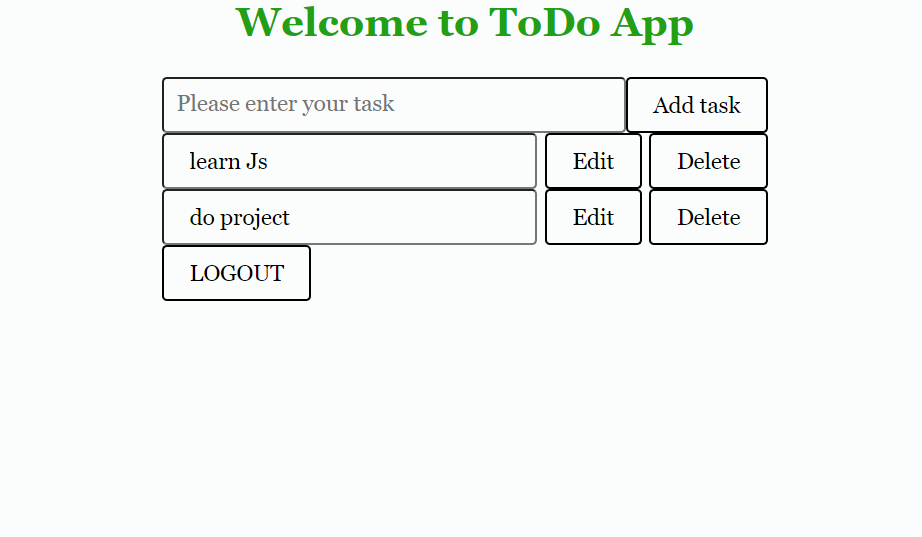 Welcome to ToDo App
Please enter your task Add task
learn Js Edit Delete
do project Edit Delete
LOGOUT